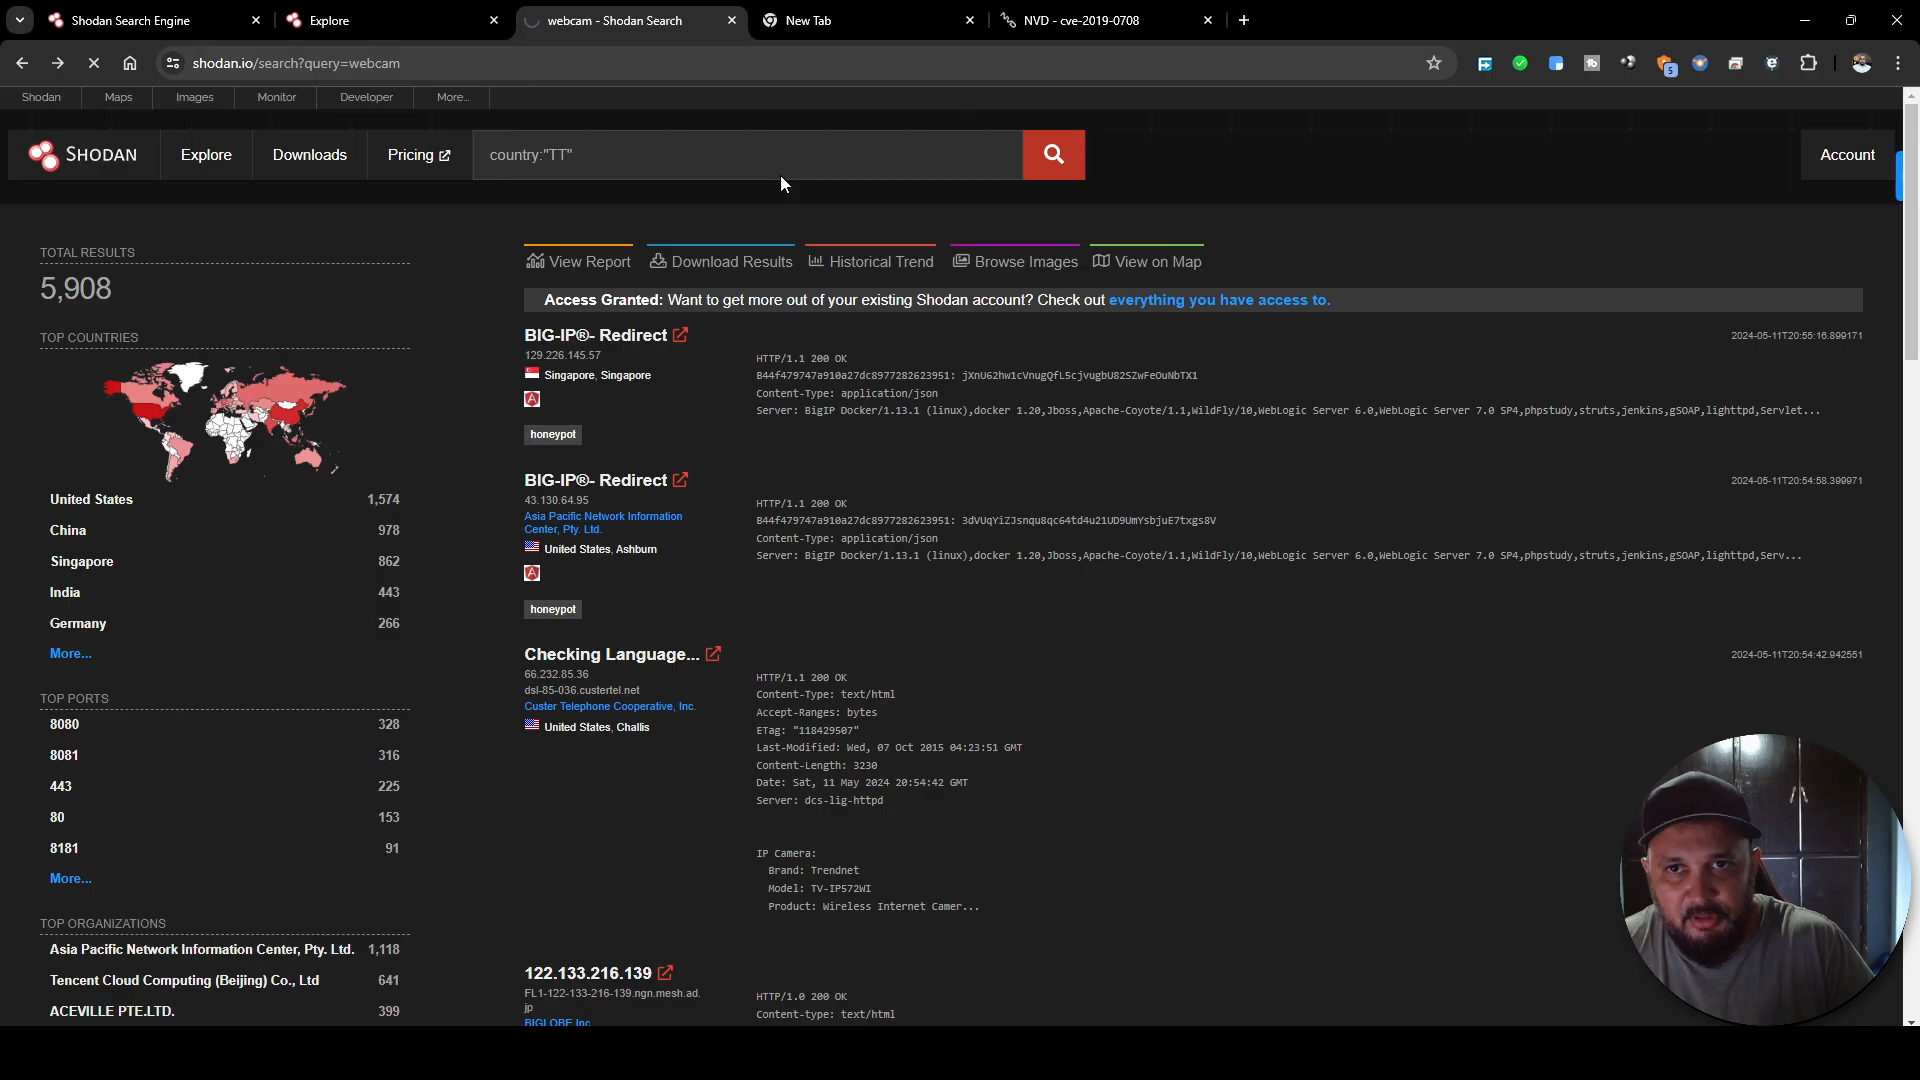 Shodan Search Engine
Explore
webcam - Shodan Search
New Tab
NVD - cve-2019-0708
shodan.io/search?query=webcam
5
Shodan
Maps
Images
Monitor
Developer
More...
SHODAN
Explore
Downloads
Pricing
country:"TT"
Account
TOTAL RESULTS
5,908
TOP COUNTRIES
United States 1,574
China 978
Singapore 862
India 443
Germany 266
More...
TOP PORTS
8080 328
8081 316
443 225
80 153
8181 91
More...
TOP ORGANIZATIONS
Asia Pacific Network Information Center, Pty. Ltd. 1,118
Tencent Cloud Computing (Beijing) Co., Ltd 641
ACEVILLE PTE.LTD. 399
View Report
Download Results
Historical Trend
Browse Images
View on Map
Access Granted: Want to get more out of your existing Shodan account? Check out everything you have access to.
BIG-IP®- Redirect
2024-05-11T20:55:16.899171
129.226.145.57
Singapore, Singapore
honeypot
HTTP/1.1 200 OK
B44f479747a910a27dc8977282623951: jXnU62hw1cVnugQfL5cjvugbU82SZwFeOuNbTX1
Content-Type: application/json
Server: BigIP Docker/1.13.1 (linux),docker 1.20,Jboss,Apache-Coyote/1.1,WildFly/10,WebLogic Server 6.0,WebLogic Server 7.0 SP4,phpstudy,struts,jenkins,gSOAP,lighttpd,Servlet...
BIG-IP®- Redirect
2024-05-11T20:54:58.399971
43.130.64.95
Asia Pacific Network Information
Center, Pty. Ltd.
United States, Ashburn
honeypot
HTTP/1.1 200 OK
B44f479747a910a27dc8977282623951: 3dVUqYiZJsnqu8qc64td4u21UD9UmYsbjuE7txgs8V
Content-Type: application/json
Server: BigIP Docker/1.13.1 (linux),docker 1.20,Jboss,Apache-Coyote/1.1,WildFly/10,WebLogic Server 6.0,WebLogic Server 7.0 SP4,phpstudy,struts,jenkins,gSOAP,lighttpd,Serv...
Checking Language...
2024-05-11T20:54:42.942551
66.232.85.36
dsl-85-036.custertel.net
Custer Telephone Cooperative, Inc.
United States, Challis
HTTP/1.1 200 OK
Content-Type: text/html
Accept-Ranges: bytes
ETag: "118429507"
Last-Modified: Wed, 07 Oct 2015 04:23:51 GMT
Content-Length: 3230
Date: Sat, 11 May 2024 20:54:42 GMT
Server: dcs-lig-httpd
IP Camera:
Brand: Trendnet
Model: TV-IP572WI
Product: Wireless Internet Camer...
122.133.216.139
FL1-122-133-216-139.ngn.mesh.ad.
jp
BIGLOBE Inc.
HTTP/1.0 200 OK
Content-type: text/html